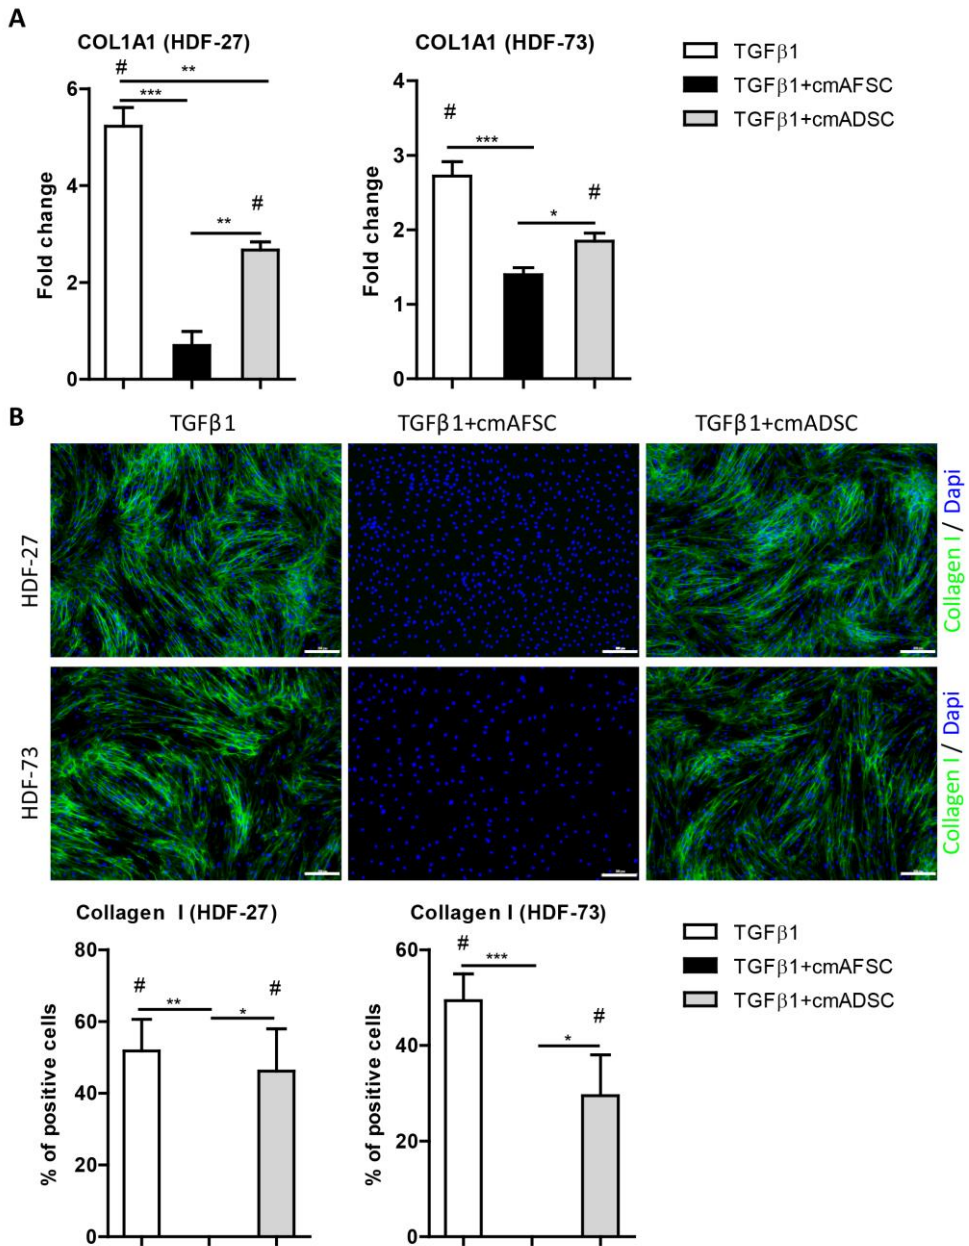 A
COL1A1 (HDF-27)
COL1A1 (HDF-73)
TGFβ1
TGFβ1+cmAFSC
TGFβ1+cmADSC
Fold change
6
4
2
0
#
**
***
**
#
Fold change
4
3
2
1
0
#
***
*
#
B
TGFβ1
TGFβ1+cmAFSC
TGFβ1+cmADSC
HDF-27
Collagen I / Dapi
HDF-73
Collagen I / Dapi
Collagen I (HDF-27)
Collagen I (HDF-73)
TGFβ1
TGFβ1+cmAFSC
TGFβ1+cmADSC
% of positive cells
80
60
40
20
0
#
**
*
#
% of positive cells
60
40
20
0
#
***
*
#